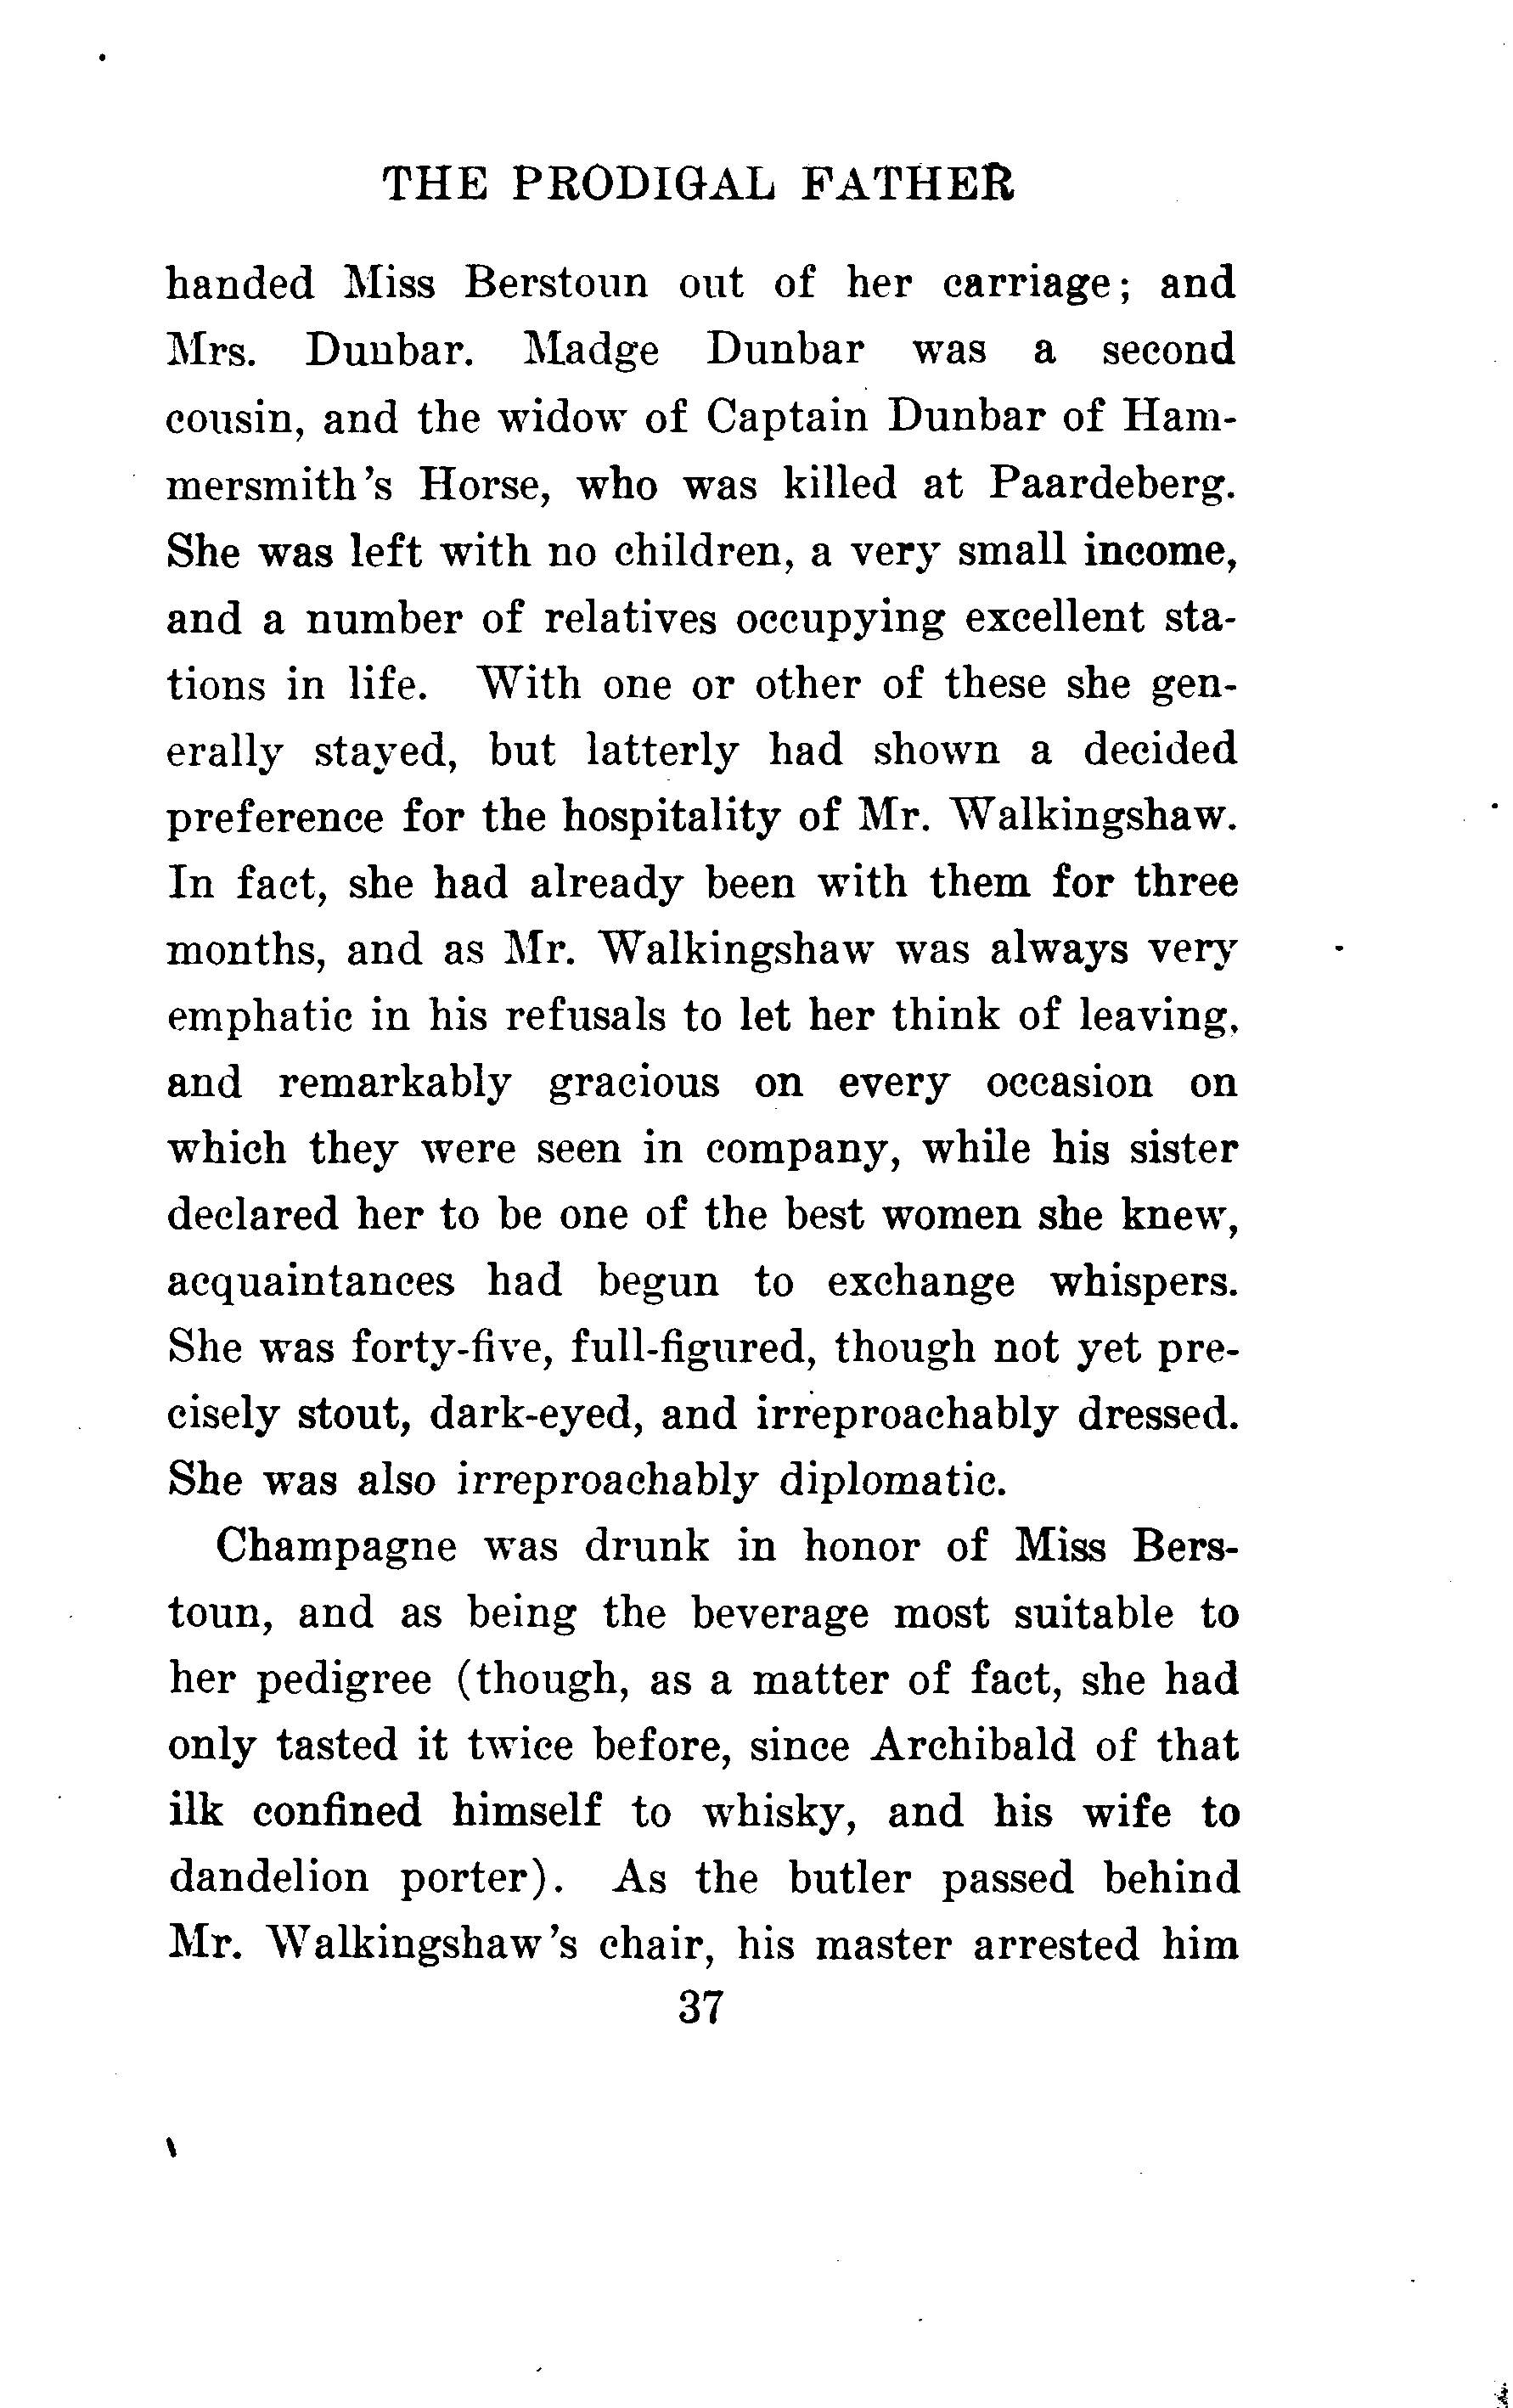 THE PRODIGAL FATHER
handed Miss Berstoun out of her carriage; and
Mrs. Dunbar. Madge Dunbar was a second
cousin, and the widow of Captain Dunbar of Ham-
mersmith's Horse, who was killed at Paardeberg.
She was left with no children, a very small income,
and a number of relatives occupying excellent sta-
tions in life. With one or other of these she gen-
erally stayed, but latterly had shown a decided
preference for the hospitality of Mr. Walkingshaw.
In fact, she had already been with them for three
months, and as Mr. Walkingshaw was always very
emphatic in his refusals to let her think of leaving,
and remarkably gracious on every occasion on
which they were seen in company, while his sister
declared her to be one of the best women she knew,
acquaintances had begun to exchange whispers.
She was forty-five, full-figured, though not yet pre-
cisely stout, dark-eyed, and irreproachably dressed.
She was also irreproachably diplomatic.
Champagne was drunk in honor of Miss Bers-
toun, and as being the beverage most suitable to
her pedigree (though, as a matter of fact, she had
only tasted it twice before, since Archibald of that
ilk confined himself to whisky, and his wife to
dandelion porter). As the butler passed behind
Mr. Walkingshaw's chair, his master arrested him
37